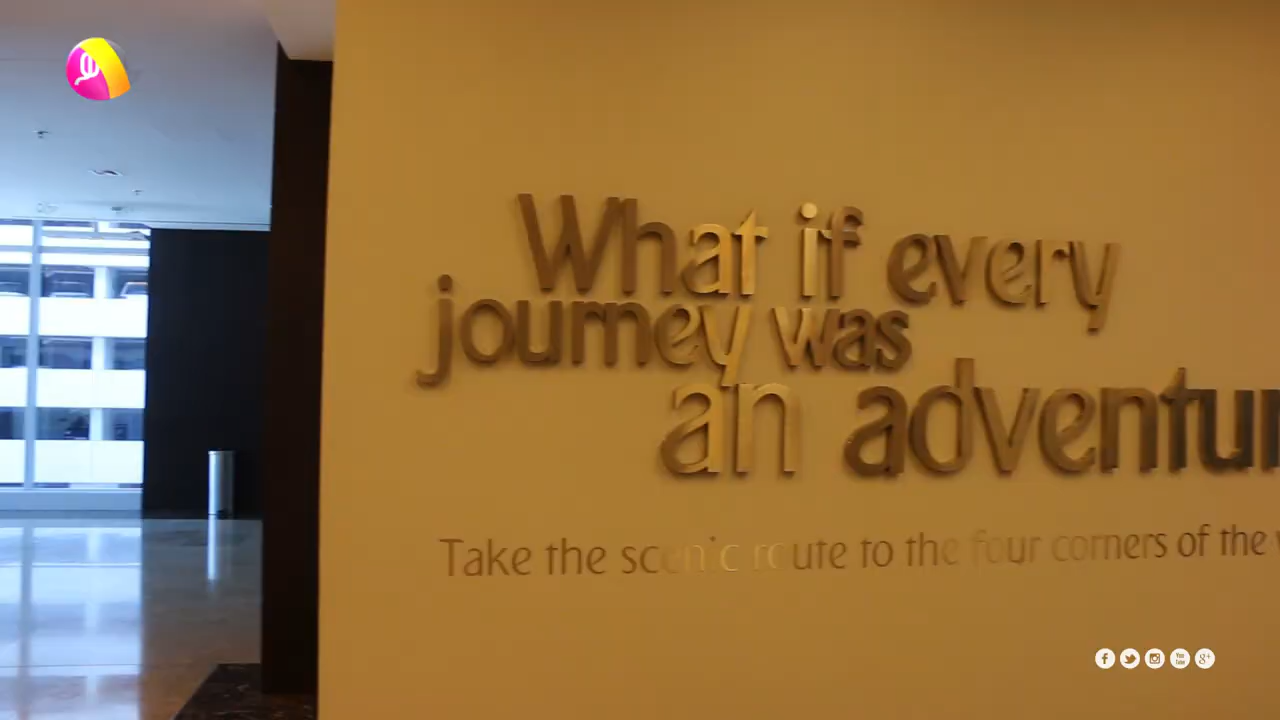 What if every
journey was
an adventur
Take the scenic route to the four corners of the